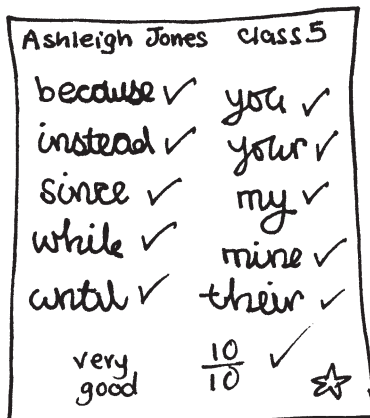 Ashleigh Jones class 5
because ✓ you ✓
instead ✓ your ✓
since ✓ my ✓
while ✓ mine ✓
until ✓ their ✓
very good 10/10 ✓